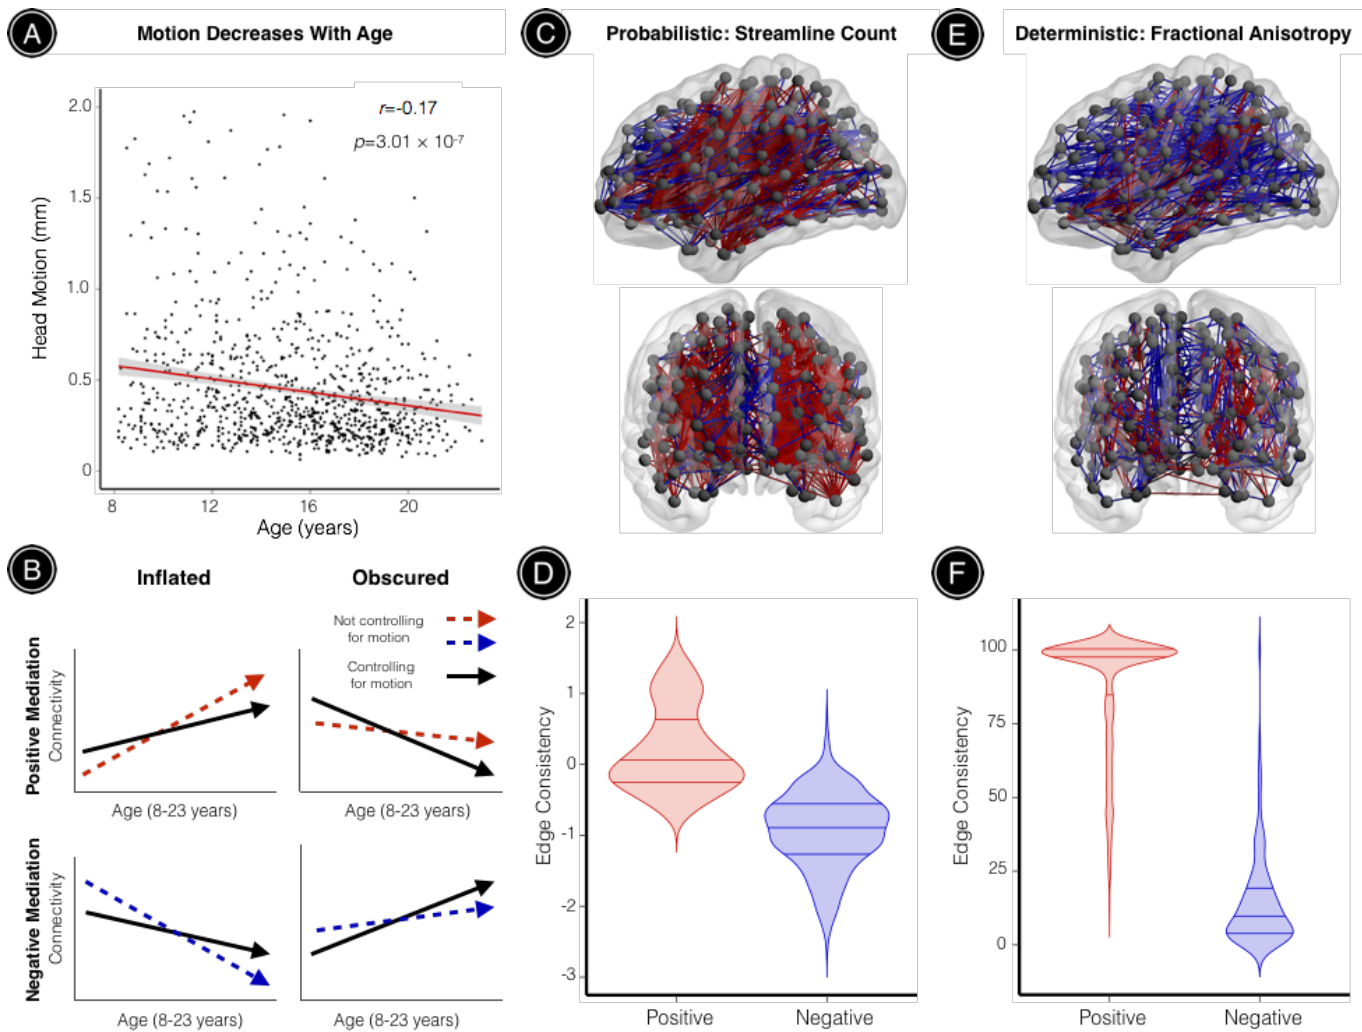 A
Motion Decreases With Age
r=-0.17
p=3.01 × 10-7
2.0
1.5
1.0
0.5
0
Head Motion (mm)
8
12
16
20
Age (years)
B
Inflated
Obscured
Not controlling
for motion
Controlling
for motion
Positive Mediation
Connectivity
Age (8-23 years)
Age (8-23 years)
Negative Mediation
Connectivity
Age (8-23 years)
Age (8-23 years)
C
Probabilistic: Streamline Count
D
2
1
0
-1
-2
-3
Edge Consistency
Positive
Negative
E
Deterministic: Fractional Anisotropy
F
100
75
50
25
0
Edge Consistency
Positive
Negative